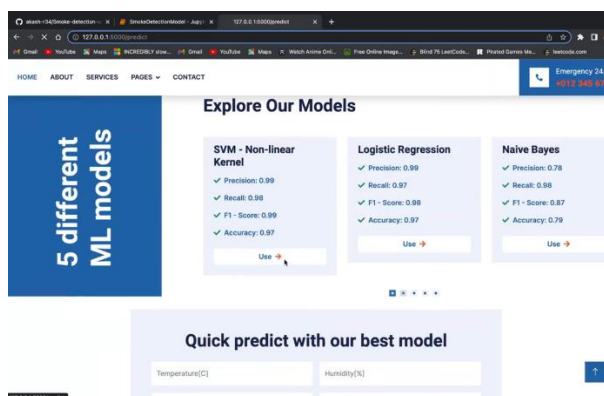 akash-r34/Smoke-detection-
SmokeDetectionModel - Jupyt
127.0.0.1:5000/predict
127.0.0.1:5000/predict
Gmail YouTube Maps INCREDIBLY slow... Gmail YouTube Maps Watch Anime Onli... Free Online Image... Blind 75 LeetCode... Pirated Games Me... leetcode.com
HOME ABOUT SERVICES PAGES CONTACT
Emergency 24
+012 345 67
5 different
ML models
Explore Our Models
SVM - Non-linear
Kernel
Precision: 0.99
Recall: 0.98
F1 - Score: 0.99
Accuracy: 0.97
Use
Logistic Regression
Precision: 0.99
Recall: 0.97
F1 - Score: 0.98
Accuracy: 0.97
Use
Naive Bayes
Precision: 0.78
Recall: 0.98
F1 - Score: 0.87
Accuracy: 0.79
Use
Quick predict with our best model
Temperature[C]
Humidity[%]